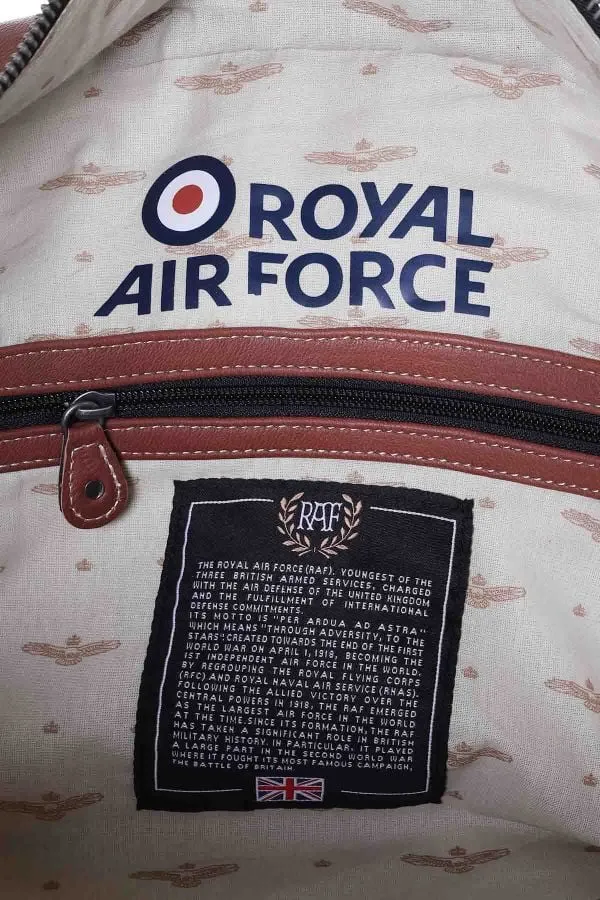 ROYAL
AIR FORCE
RAF
THE ROYAL AIR FORCE (RAF). YOUNGEST OF THE
THREE BRITISH ARMED SERVICES, CHARGED
WITH THE AIR DEFENSE OF THE UNITED KINGDOM
AND THE FULFILLMENT OF INTERNATIONAL
DEFENSE COMMITMENTS.
ITS MOTTO IS "PER ARDUA AD ASTRA"
WHICH MEANS "THROUGH ADVERSITY, TO THE
STARS". CREATED TOWARDS THE END OF THE FIRST
WORLD WAR ON APRIL 1, 1918, BECOMING THE
1ST INDEPENDENT AIR FORCE IN THE WORLD.
BY REGROUPING THE ROYAL FLYING CORPS
(RFC) AND ROYAL NAVAL AIR SERVICE (RNAS).
FOLLOWING THE ALLIED VICTORY OVER THE
CENTRAL POWERS IN 1918, THE RAF EMERGED
AS THE LARGEST AIR FORCE IN THE WORLD
AT THE TIME. SINCE ITS FORMATION, THE RAF
HAS TAKEN A SIGNIFICANT ROLE IN BRITISH
MILITARY HISTORY. IN PARTICULAR, IT PLAYED
A LARGE PART IN THE SECOND WORLD WAR
WHERE IT FOUGHT ITS MOST FAMOUS CAMPAIGN,
THE BATTLE OF BRITAIN.